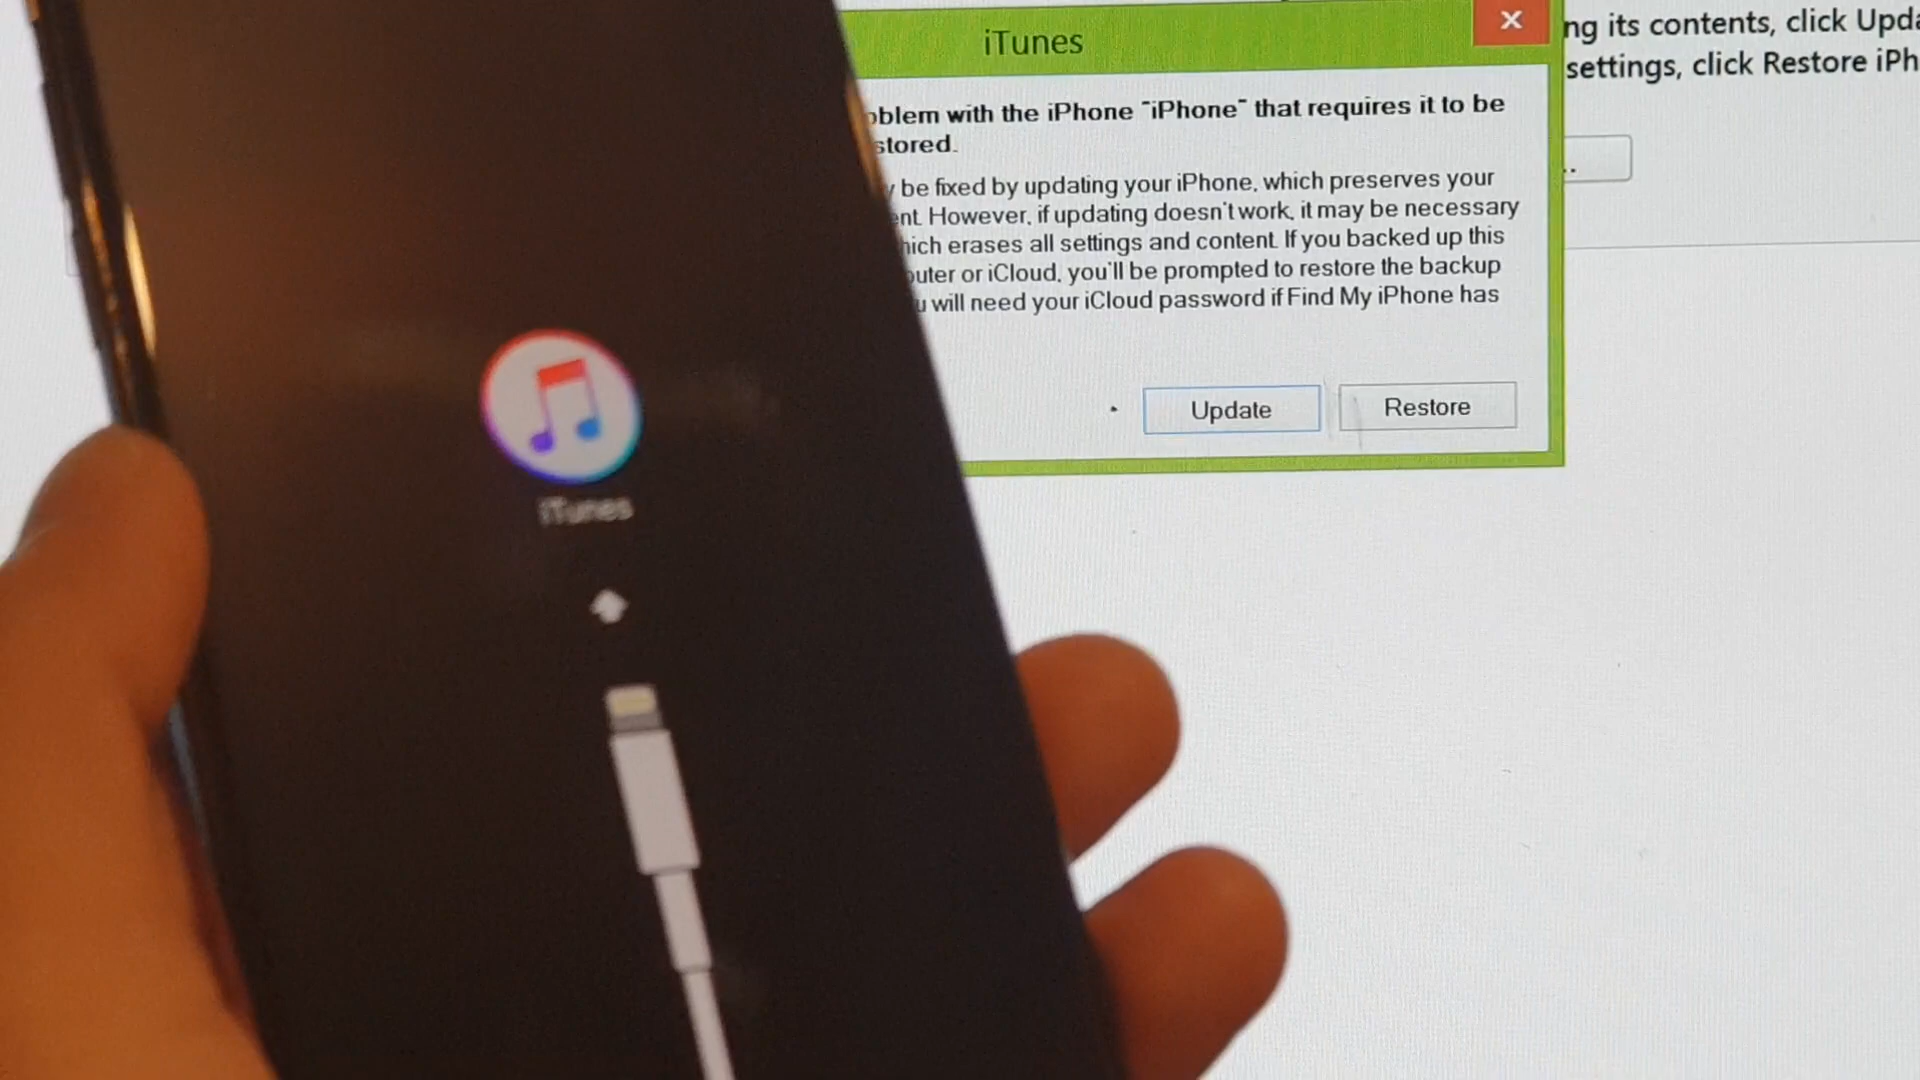 iTunes
ng its contents, click Upda
settings, click Restore iPh
oblem with the iPhone "iPhone" that requires it to be
stored.
be fixed by updating your iPhone, which preserves your
ent. However, if updating doesn't work, it may be necessary
hich erases all settings and content. If you backed up this
outer or iCloud, you'll be prompted to restore the backup
u will need your iCloud password if Find My iPhone has
..
Update
Restore
iTunes